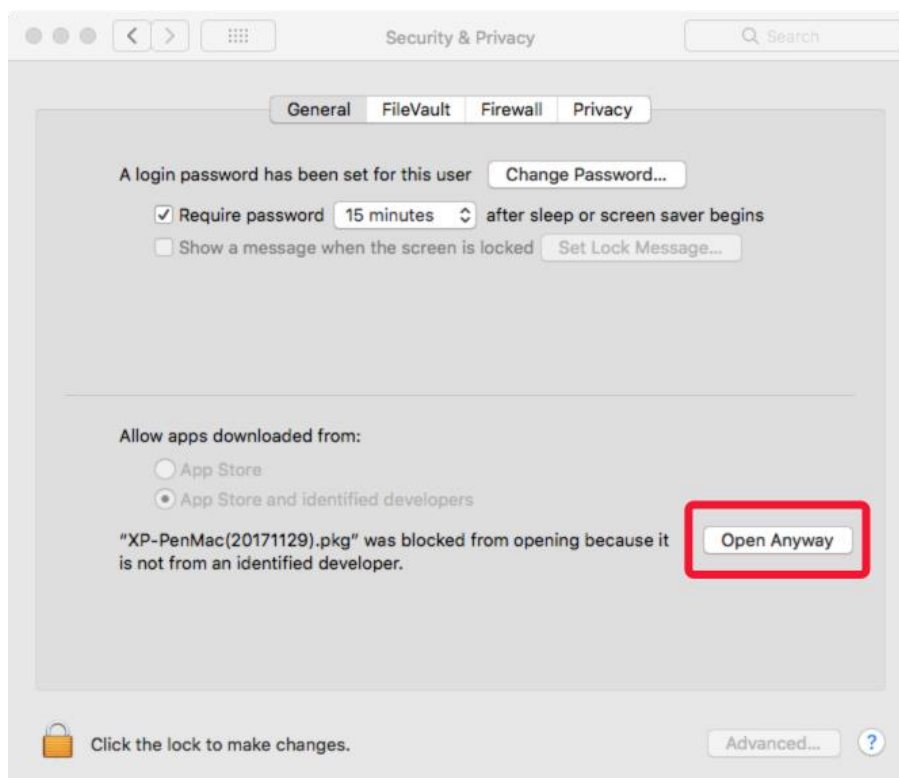 Security & Privacy
Search
General FileVault Firewall Privacy
A login password has been set for this user Change Password...
Require password 15 minutes after sleep or screen saver begins
Show a message when the screen is locked Set Lock Message...
Allow apps downloaded from:
App Store
App Store and identified developers
“XP-PenMac(20171129).pkg” was blocked from opening because it Open Anyway
is not from an identified developer.
Click the lock to make changes. Advanced... ?